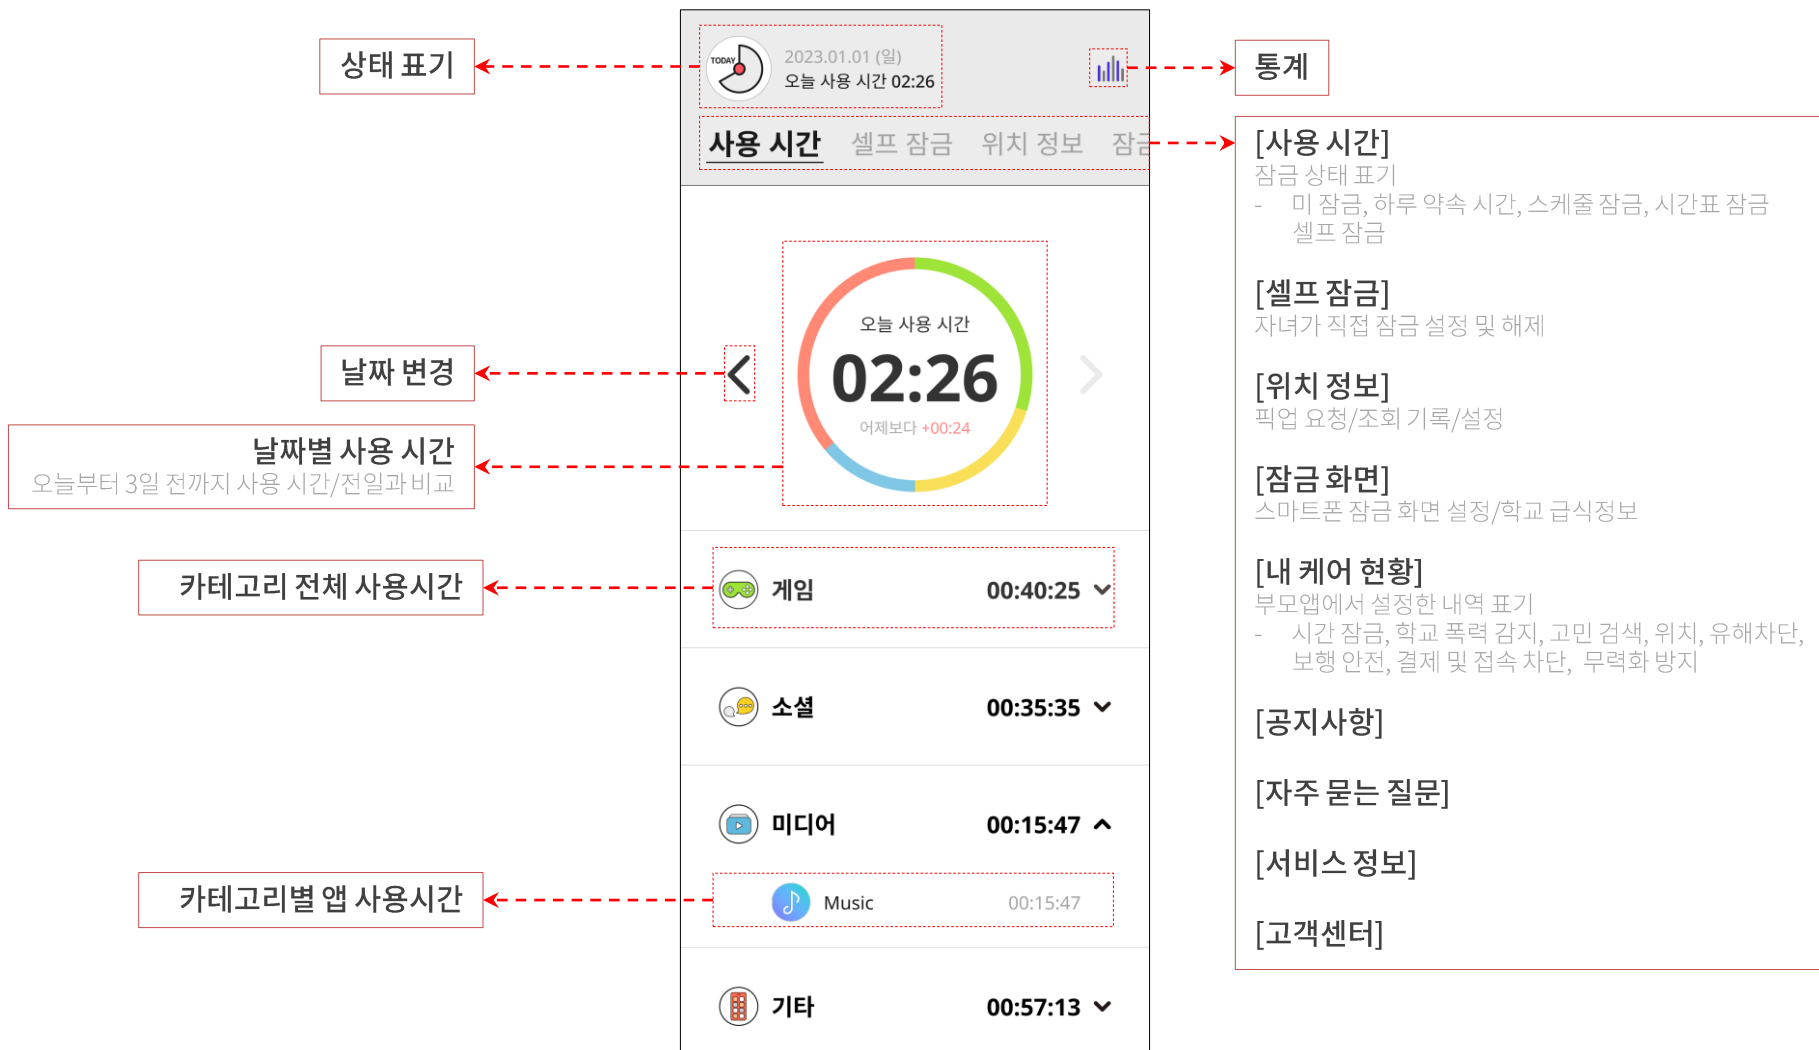 상태 표기
TODAY
2023.01.01 (일)
오늘 사용 시간 02:26
통계
사용 시간 셀프 잠금 위치 정보 잠금
[사용 시간]
잠금 상태 표기
- 미 잠금, 하루 약속 시간, 스케줄 잠금, 시간표 잠금
셀프 잠금
[셀프 잠금]
자녀가 직접 잠금 설정 및 해제
[위치 정보]
픽업 요청/조회 기록/설정
[잠금 화면]
스마트폰 잠금 화면 설정/학교 급식정보
[내 케어 현황]
부모앱에서 설정한 내역 표기
- 시간 잠금, 학교 폭력 감지, 고민 검색, 위치, 유해차단,
보행 안전, 결제 및 접속 차단, 무력화 방지
[공지사항]
[자주 묻는 질문]
[서비스 정보]
[고객센터]
오늘 사용 시간
02:26
어제보다 +00:24
날짜 변경
날짜별 사용 시간
오늘부터 3일 전까지 사용 시간/전일과 비교
카테고리 전체 사용시간
게임 00:40:25
소셜 00:35:35
미디어 00:15:47
카테고리별 앱 사용시간
Music 00:15:47
기타 00:57:13